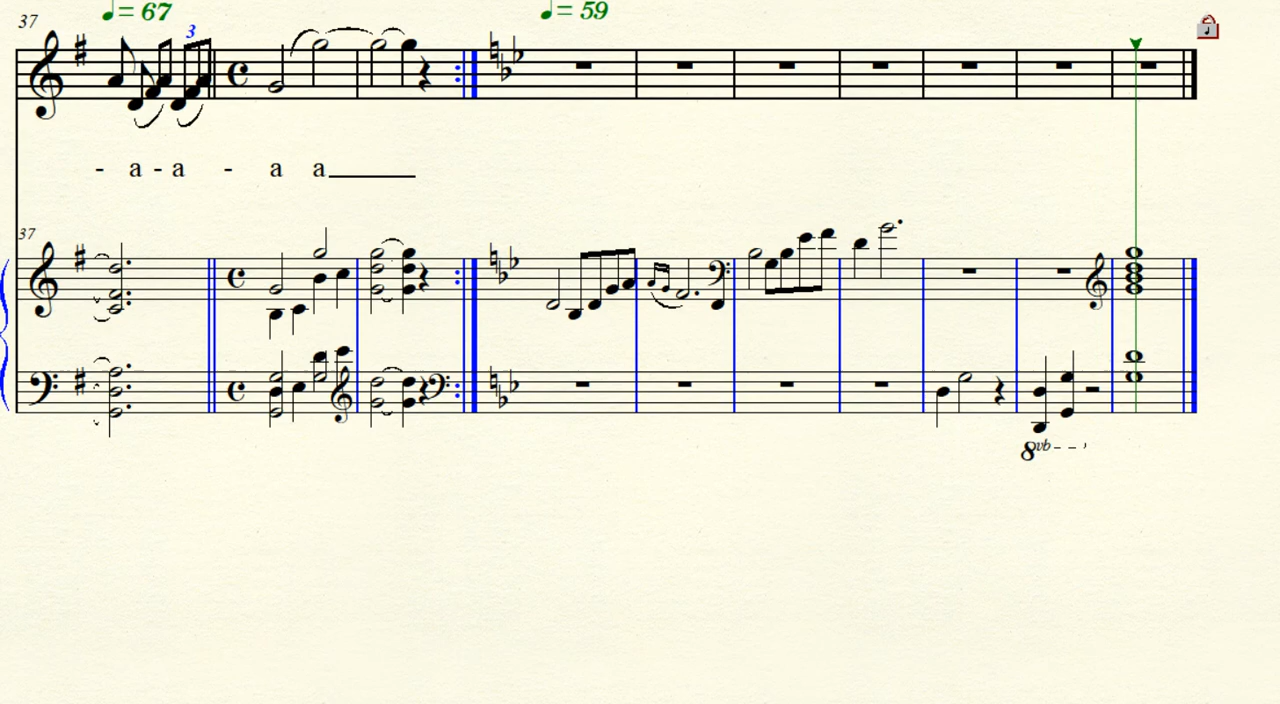 37 ♩= 67 ♩= 59
3
- a - a - a a
37
8vb